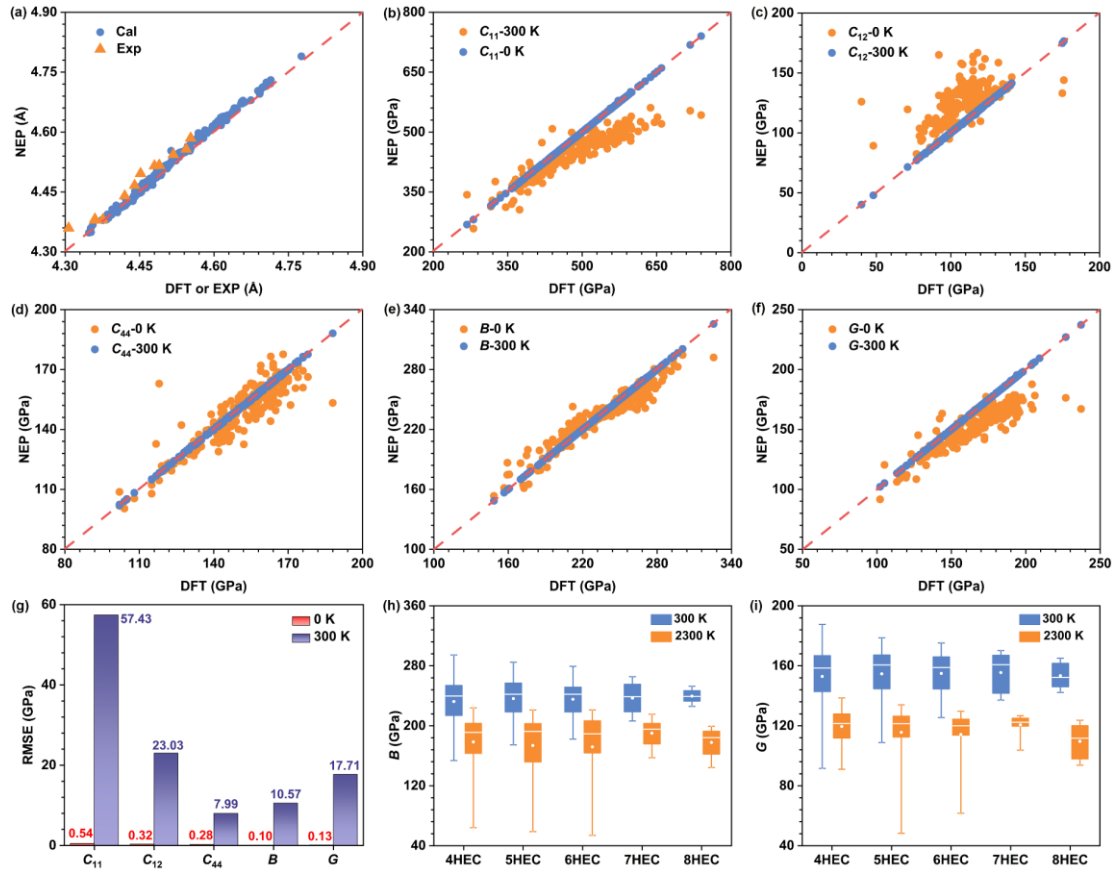 (a)
Cal
Exp
NEP (Å)
4.90
4.75
4.60
4.45
4.30
4.30 4.45 4.60 4.75 4.90
DFT or EXP (Å)
(b)
C11-300 K
C11-0 K
NEP (GPa)
800
650
500
350
200
200 350 500 650 800
DFT (GPa)
(c)
C12-0 K
C12-300 K
NEP (GPa)
200
150
100
50
0
0 50 100 150 200
DFT (GPa)
(d)
C44-0 K
C44-300 K
NEP (GPa)
200
170
140
110
80
80 110 140 170 200
DFT (GPa)
(e)
B-0 K
B-300 K
NEP (GPa)
340
280
220
160
100
100 160 220 280 340
DFT (GPa)
(f)
G-0 K
G-300 K
NEP (GPa)
250
200
150
100
50
50 100 150 200 250
DFT (GPa)
(g)
0 K
300 K
RMSE (GPa)
60
40
20
0
57.43
23.03
7.99
10.57
17.71
0.54
0.32
0.28
0.10
0.13
C11 C12 C44 B G
(h)
300 K
2300 K
B (GPa)
360
280
200
120
40
4HEC 5HEC 6HEC 7HEC 8HEC
(i)
300 K
2300 K
G (GPa)
200
160
120
80
40
4HEC 5HEC 6HEC 7HEC 8HEC